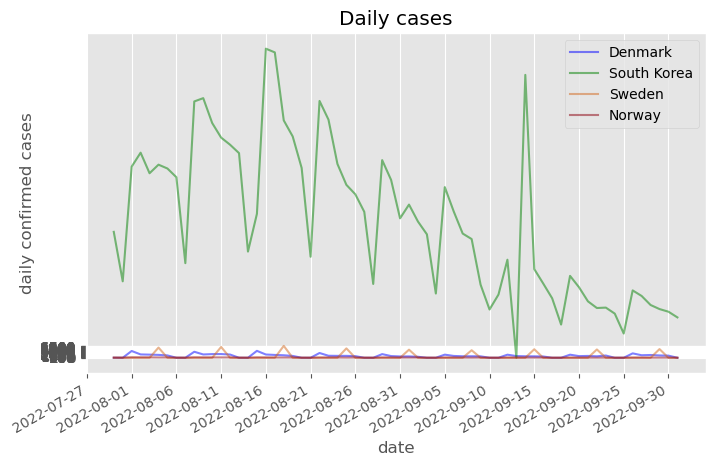 Daily cases
Denmark
South Korea
Sweden
Norway
daily confirmed cases
2022-07-27
2022-08-01
2022-08-06
2022-08-11
2022-08-16
2022-08-21
2022-08-26
2022-08-31
2022-09-05
2022-09-10
2022-09-15
2022-09-20
2022-09-25
2022-09-30
date